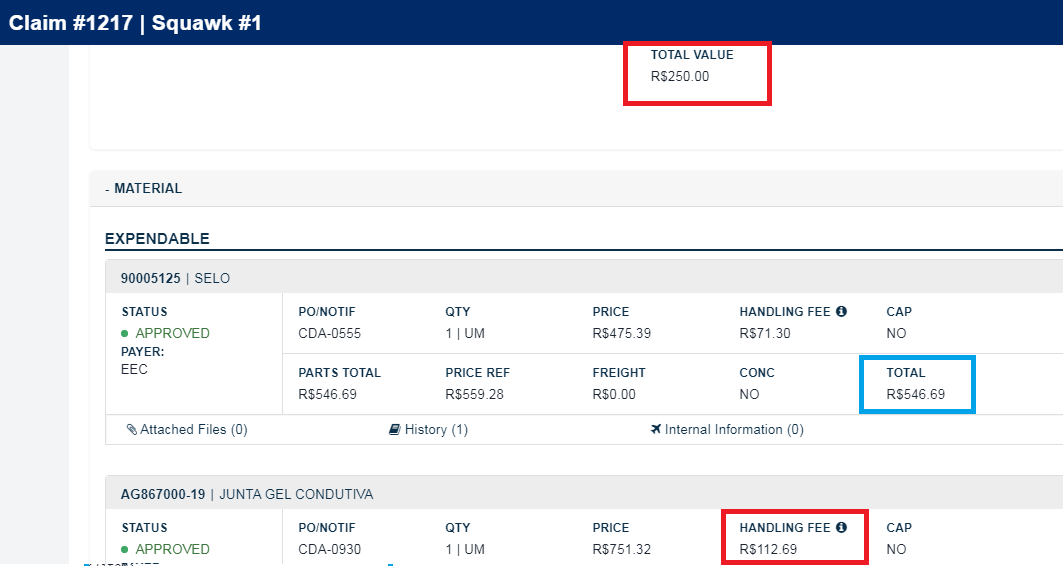 Claim #1217 | Squawk #1
TOTAL VALUE
R$250.00
- MATERIAL
EXPENDABLE
90005125 | SELO
STATUS PO/NOTIF QTY PRICE HANDLING FEE CAP
APPROVED CDA-0555 1 | UM R$475.39 R$71.30 NO
PAYER:
EEC
PARTS TOTAL PRICE REF FREIGHT CONC TOTAL
R$546.69 R$559.28 R$0.00 NO R$546.69
Attached Files (0) History (1) Internal Information (0)
AG867000-19 | JUNTA GEL CONDUTIVA
STATUS PO/NOTIF QTY PRICE HANDLING FEE CAP
APPROVED CDA-0930 1 | UM R$751.32 R$112.69 NO